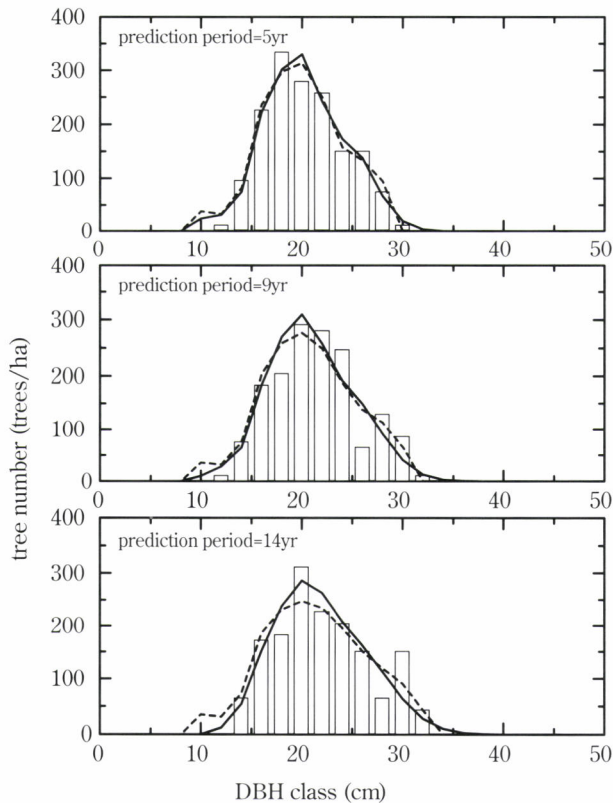 400
prediction period=5yr
300
200
100
0
0 10 20 30 40 50
400
prediction period=9yr
300
200
100
0
0 10 20 30 40 50
400
prediction period=14yr
300
200
100
0
0 10 20 30 40 50
tree number (trees/ha)
DBH class (cm)